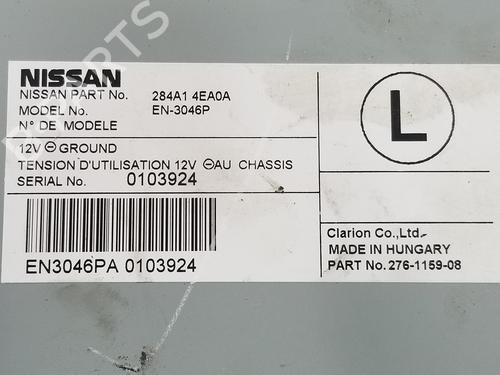 NISSAN
NISSAN PART No. 284A1 4EA0A
MODEL No. EN-3046P
N° DE MODELE
12V ⊖ GROUND
TENSION D'UTILISATION 12V ⊖AU CHASSIS
SERIAL No. 0103924
EN3046PA 0103924
L
Clarion Co.,Ltd.
MADE IN HUNGARY
PART No. 276-1159-08